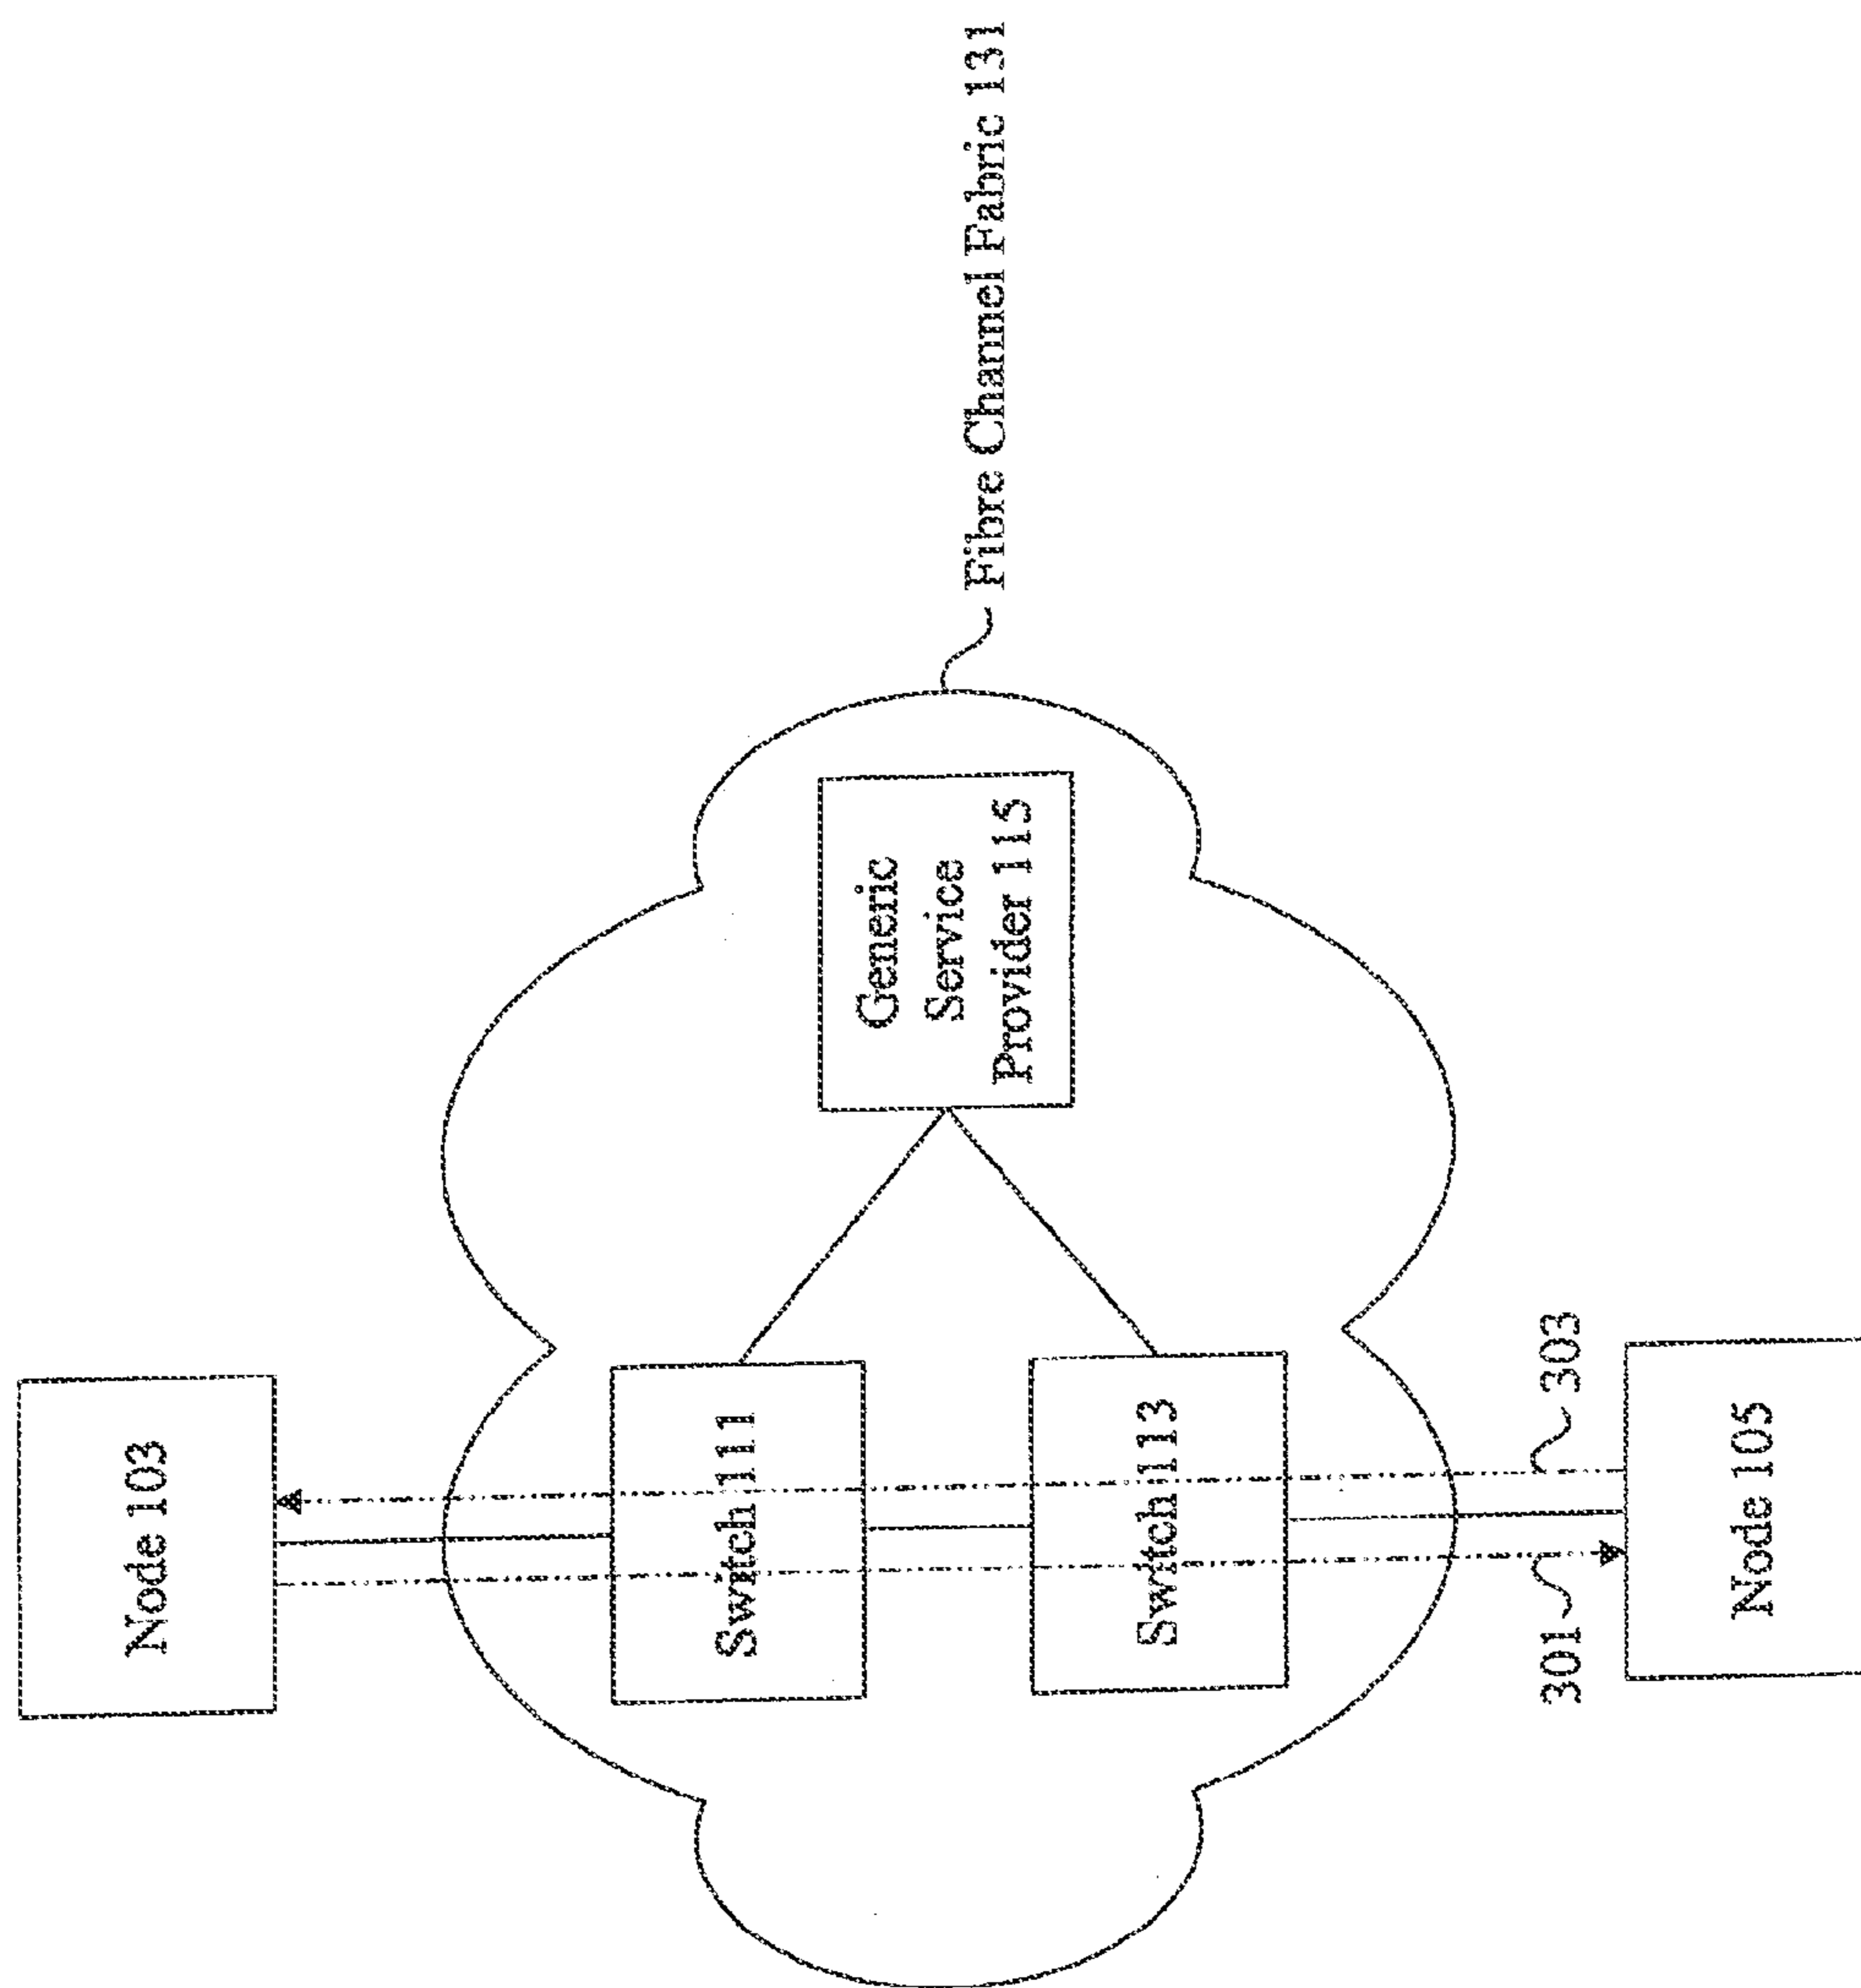 Fibre Channel Fabric 131
Generic
Service
Provider 115
Node 103
Switch 111
Switch 113
Node 105
301
303